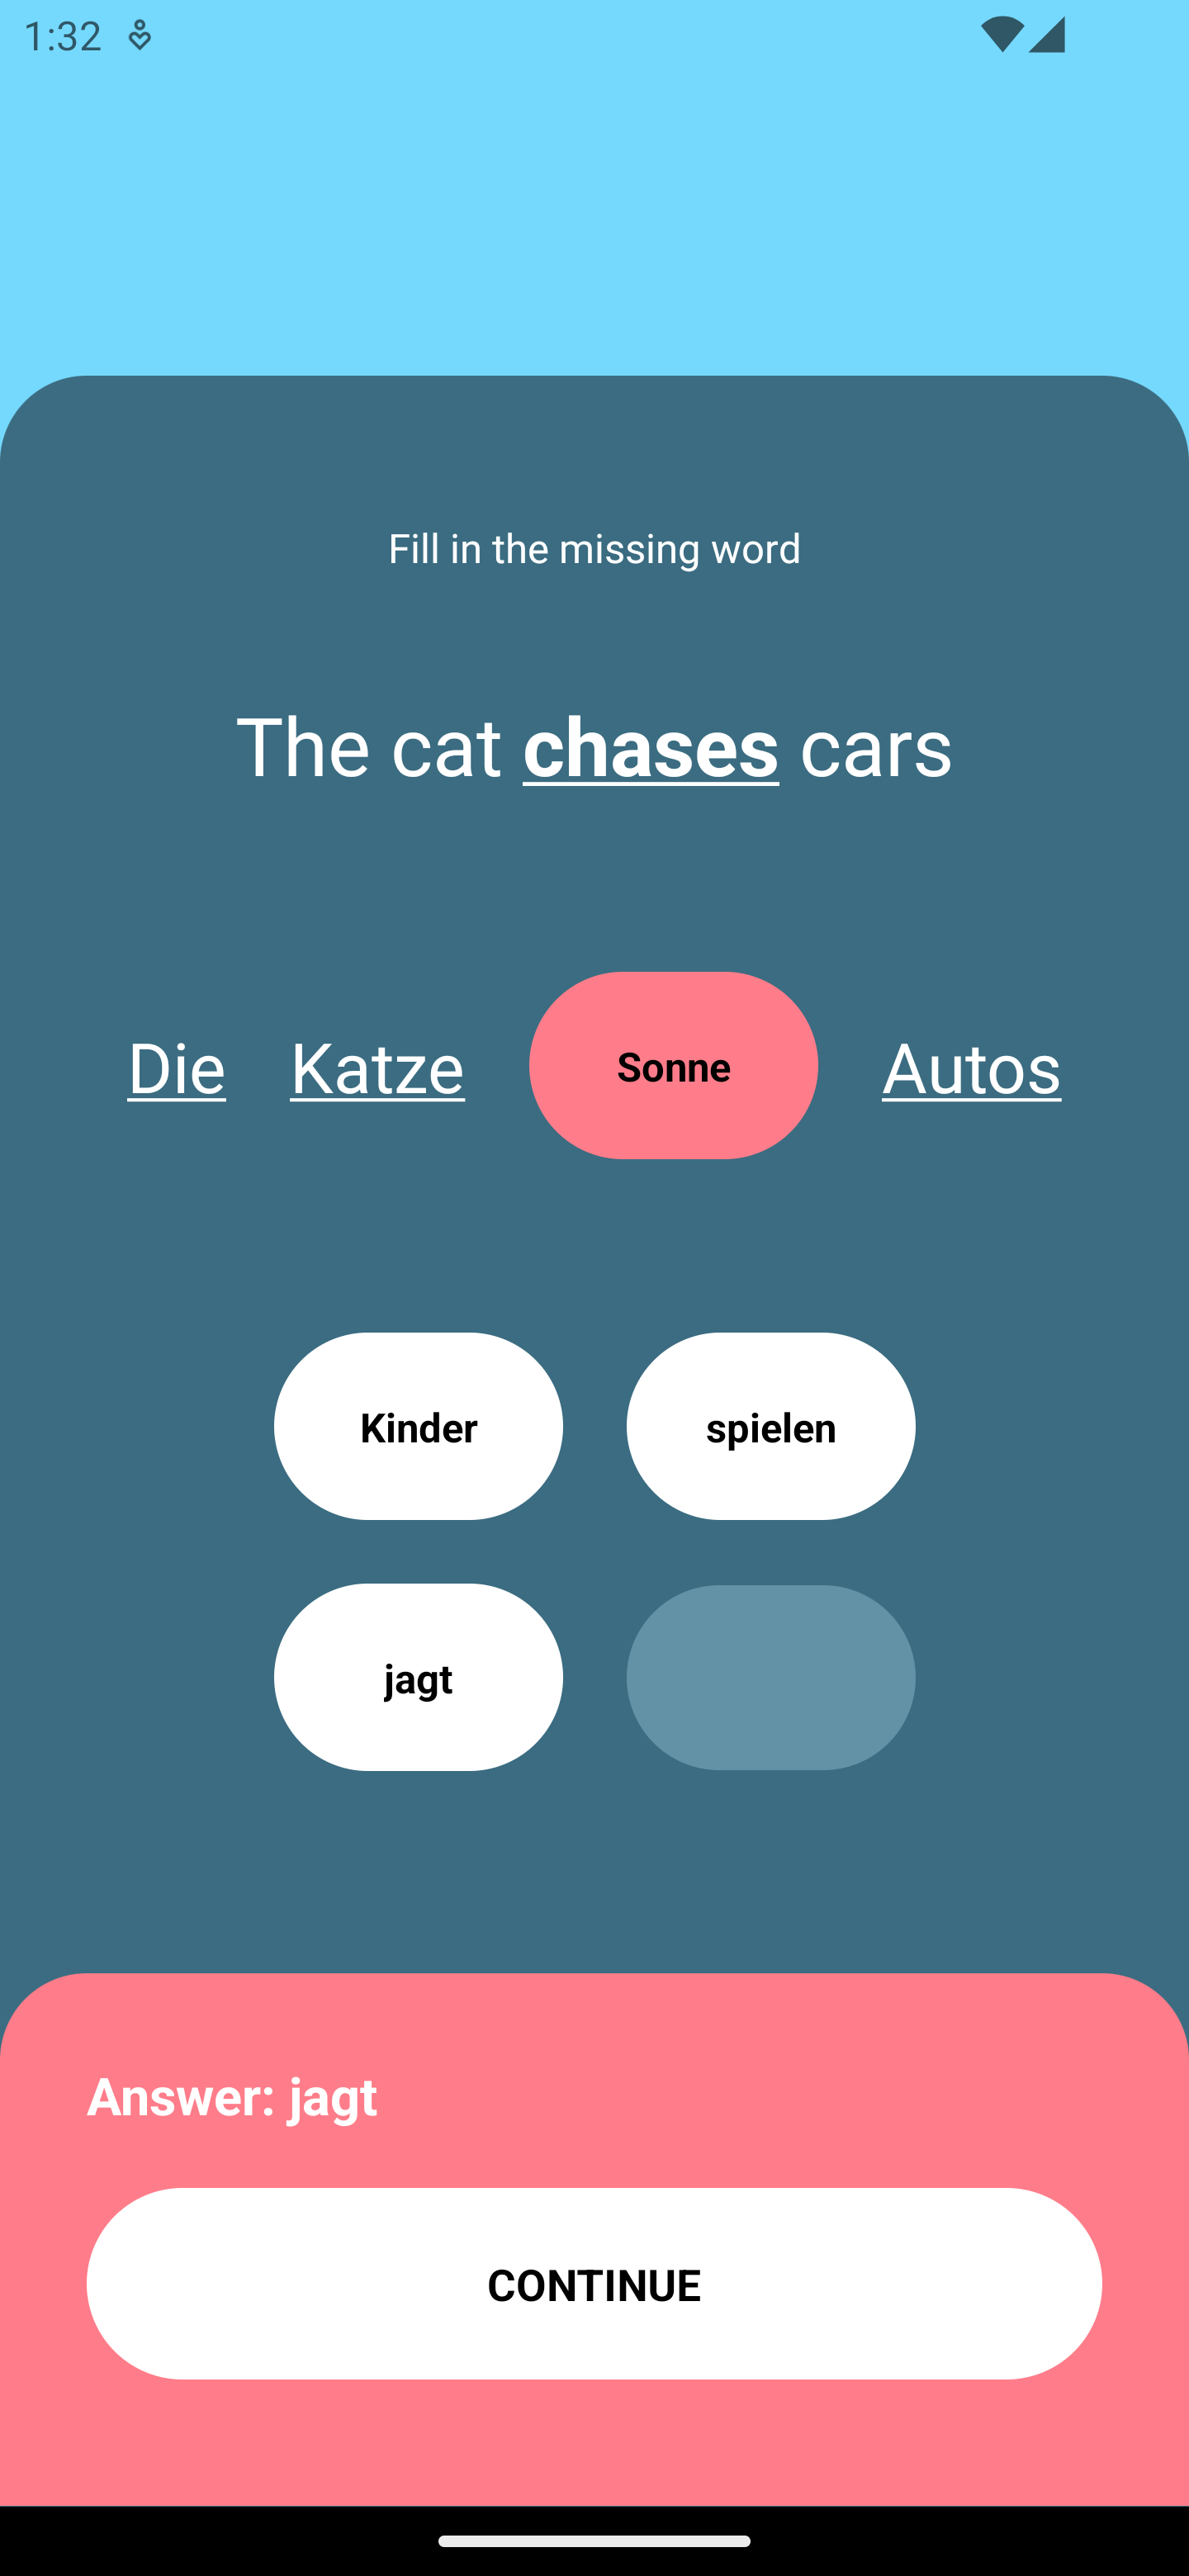 1:32
Fill in the missing word
The cat chases cars
Die Katze Sonne Autos
Kinder spielen
jagt
Answer: jagt
CONTINUE